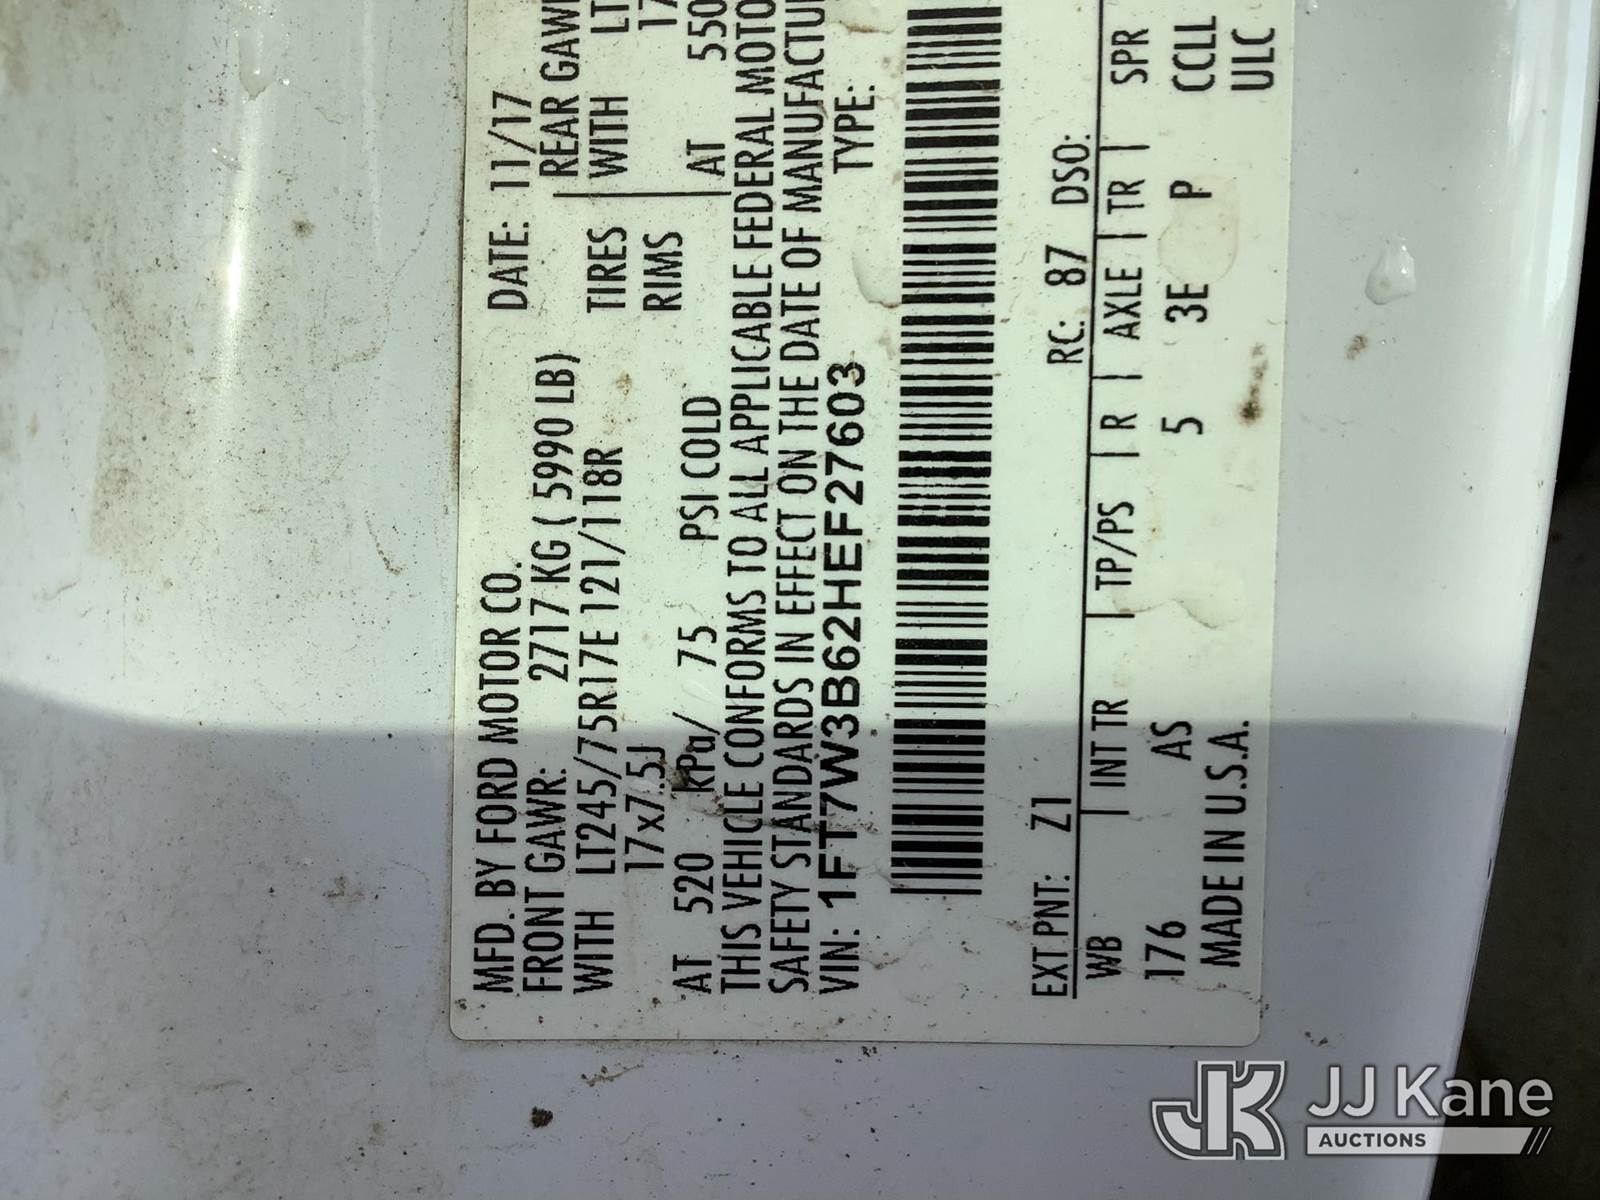 MFD. BY FORD MOTOR CO. DATE: 11/17
FRONT GAWR: 2717 KG ( 5990 LB) REAR GAWR
WITH LT245/75R17E 121/118R TIRES WITH LT
17x7.5J RIMS 17
AT 520 kPa/ 75 PSI COLD AT 550
THIS VEHICLE CONFORMS TO ALL APPLICABLE FEDERAL MOTO
SAFETY STANDARDS IN EFFECT ON THE DATE OF MANUFACTU
VIN: 1FT7W3B62HEF27603 TYPE:
EXT PNT: Z1 RC: 87 DSO:
WB | INT TR | TP/PS | R | AXLE | TR | SPR
176 AS 5 3E P CCLL
MADE IN U.S.A. ULC
JK JJ Kane
AUCTIONS